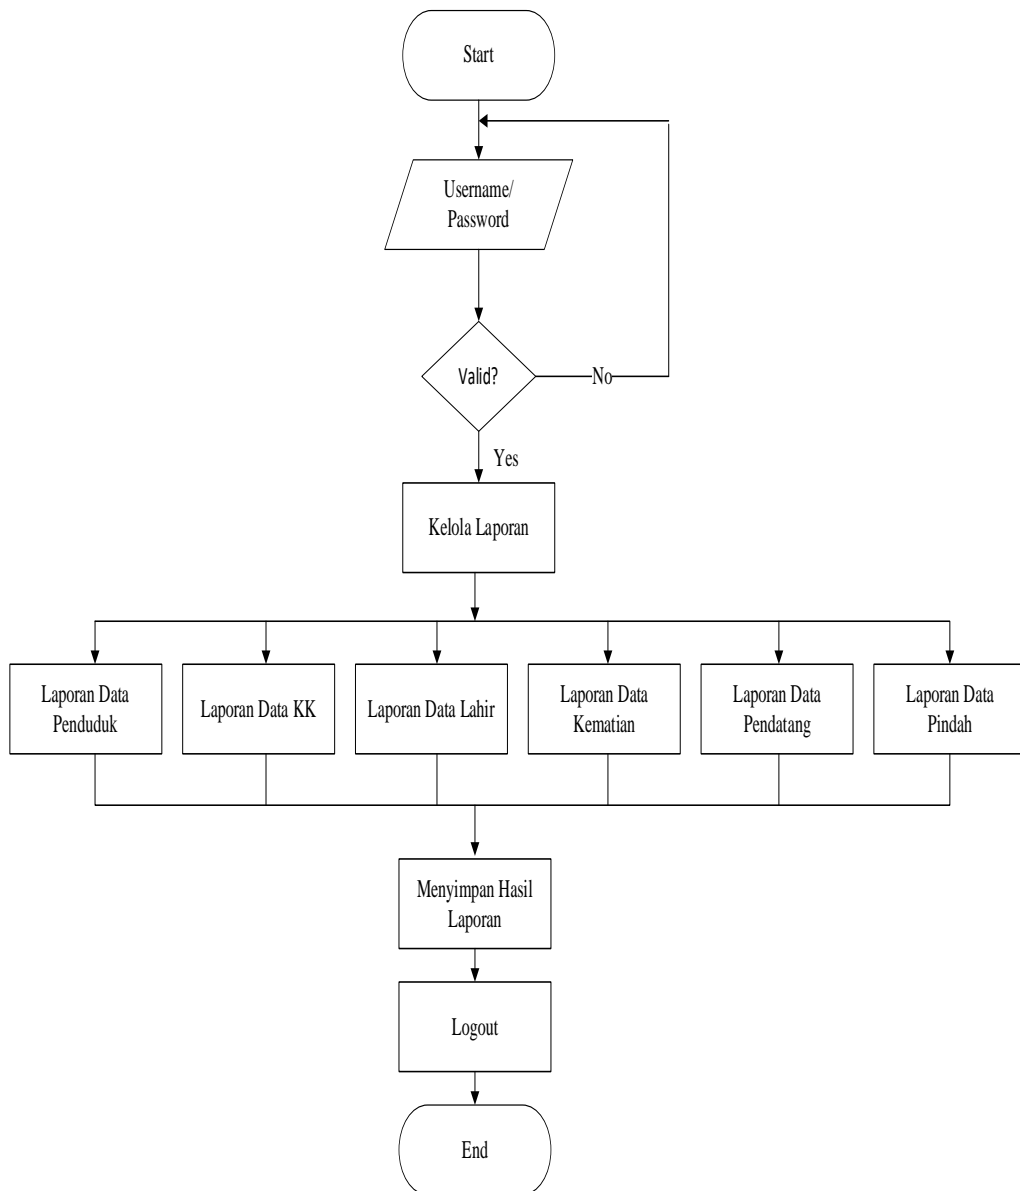 Start
Username/
Password
Valid?
No
Yes
Kelola Laporan
Laporan Data
Penduduk
Laporan Data KK
Laporan Data Lahir
Laporan Data
Kematian
Laporan Data
Pendatang
Laporan Data
Pindah
Menyimpan Hasil
Laporan
Logout
End